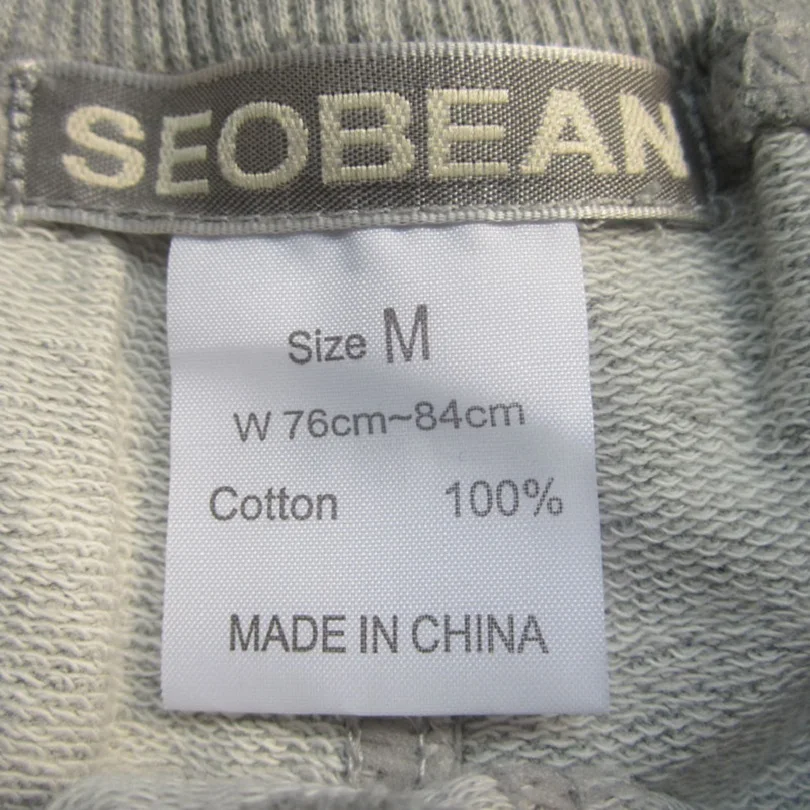 SEOBEAN
Size M
W 76cm~84cm
Cotton 100%
MADE IN CHINA